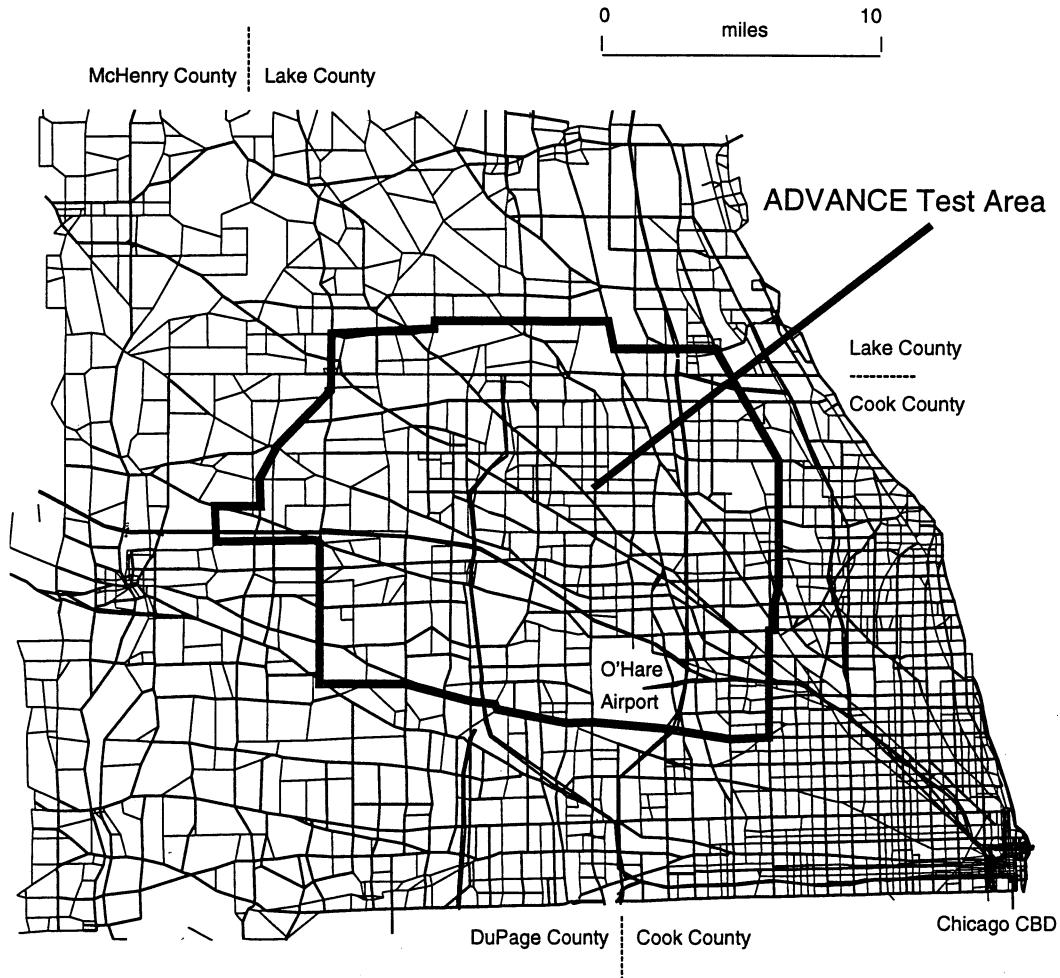 0 10
miles
McHenry County Lake County
ADVANCE Test Area
Lake County
Cook County
O'Hare
Airport
Chicago CBD
DuPage County Cook County